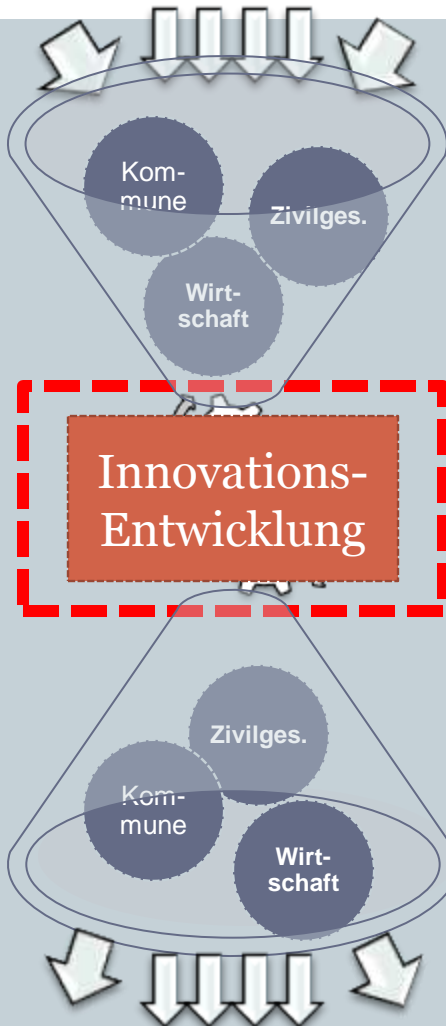 Kom-
mune
Zivilges.
Wirt-
schaft
Innovations-
Entwicklung
Zivilges.
Kom-
mune
Wirt-
schaft